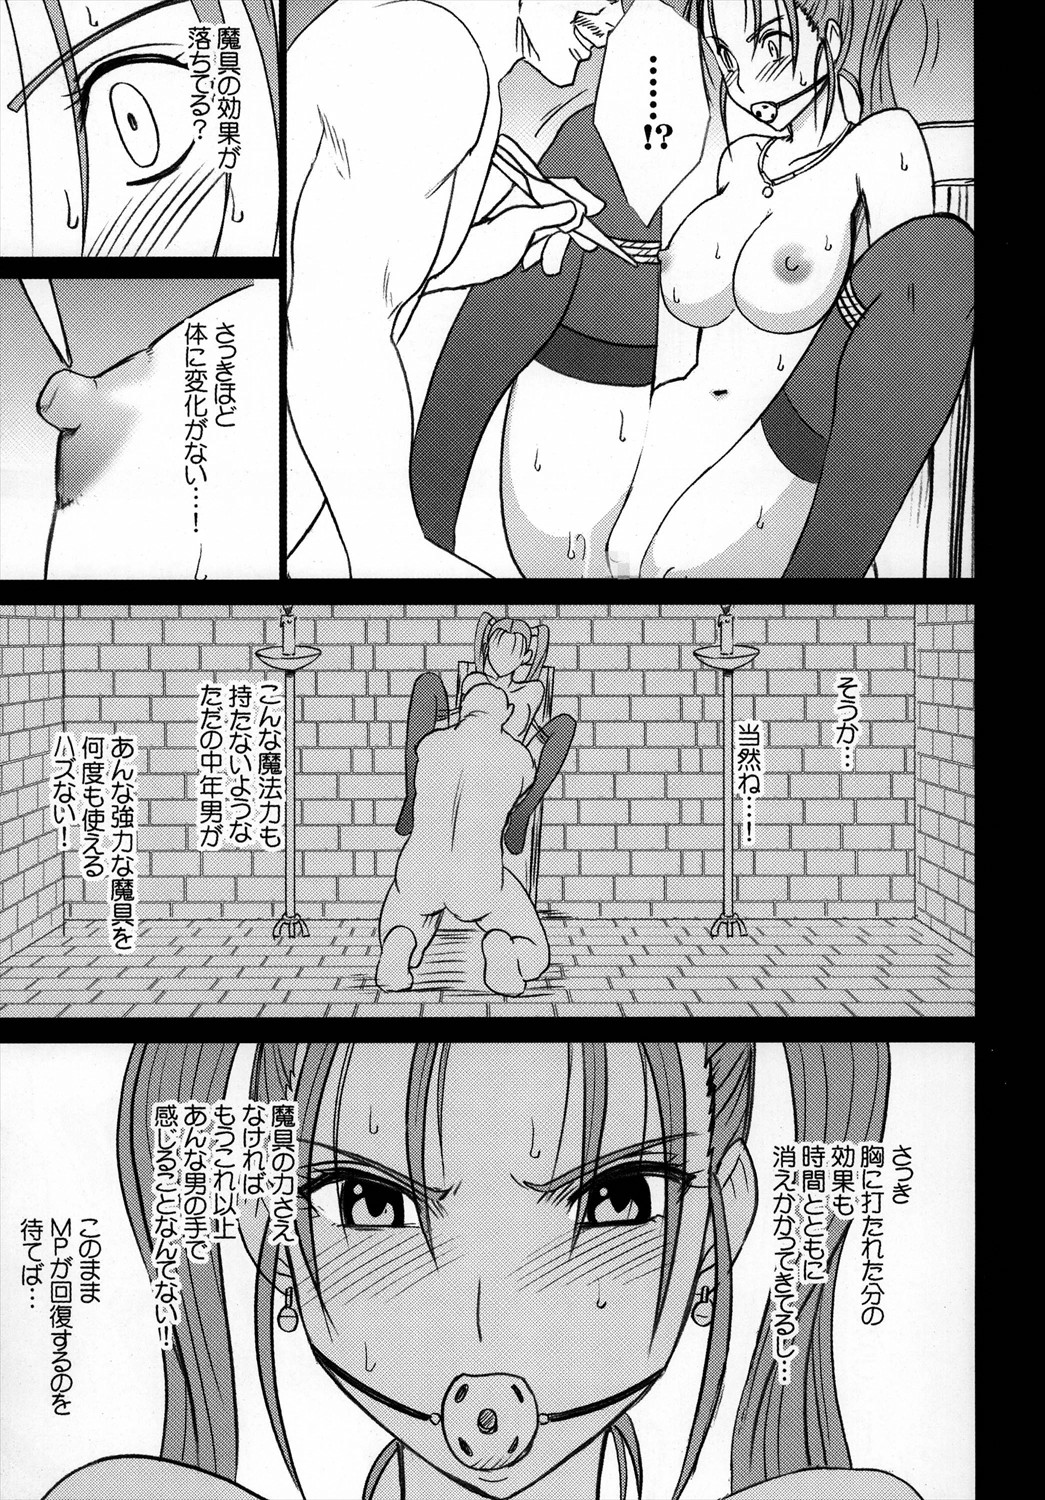 ……!?
魔具の効果が
落ちてる？
さっきほど
体に変化がない…！
そうか…
当然ね…！
こんな魔法力も
持たないような
ただの中年男が
あんな強力な魔具を
何度も使える
ハズない！
さっき
胸に打たれた分の
効果も
時間とともに
消えかかってきてるし…
魔具の力さえ
なければ
もうこれ以上
あんな男の手で
感じることなんてない！
このまま
ＭＰが回復するのを
待てば…